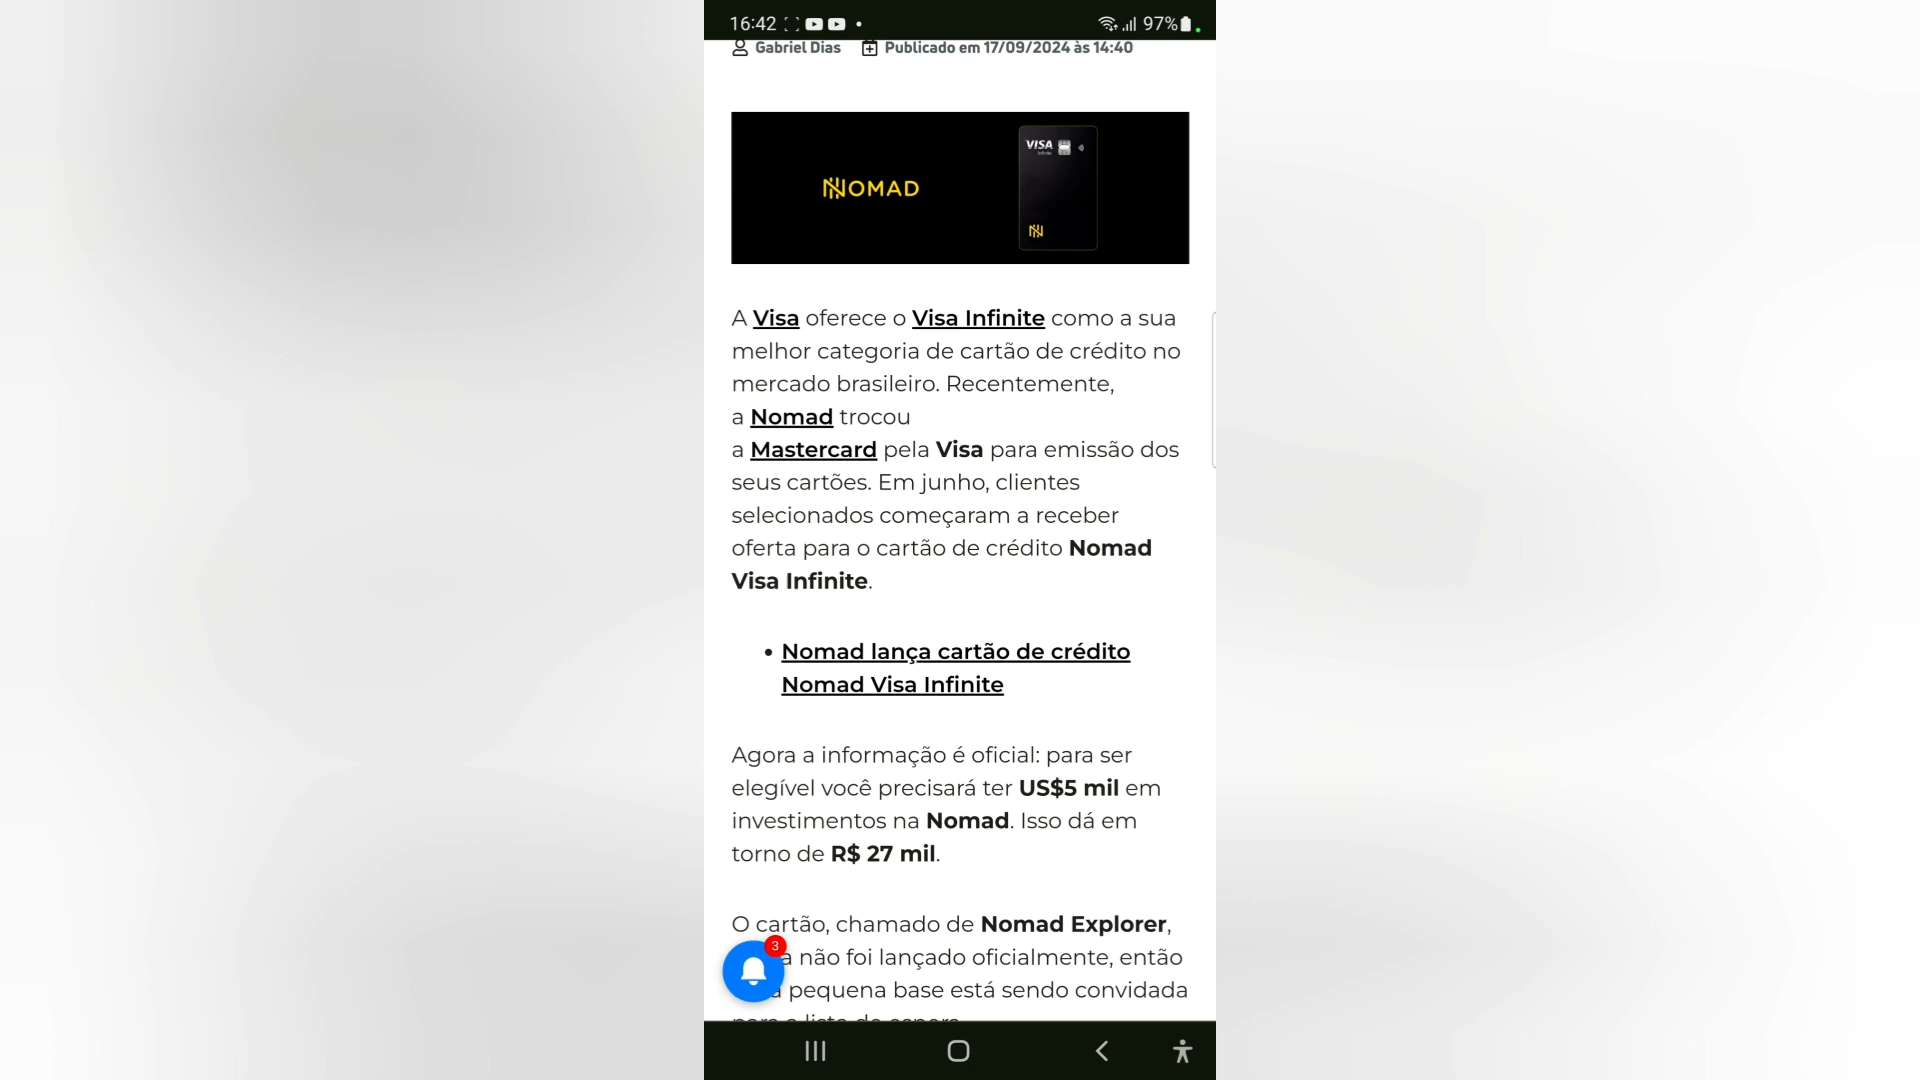 16:42
97%
Gabriel Dias Publicado em 17/09/2024 às 14:40
VISA
Infinite
NOMAD
A Visa oferece o Visa Infinite como a sua
melhor categoria de cartão de crédito no
mercado brasileiro. Recentemente,
a Nomad trocou
a Mastercard pela Visa para emissão dos
seus cartões. Em junho, clientes
selecionados começaram a receber
oferta para o cartão de crédito Nomad
Visa Infinite.
• Nomad lança cartão de crédito
Nomad Visa Infinite
Agora a informação é oficial: para ser
elegível você precisará ter US$5 mil em
investimentos na Nomad. Isso dá em
torno de R$ 27 mil.
O cartão, chamado de Nomad Explorer,
3
não foi lançado oficialmente, então
pequena base está sendo convidada
para a lista de espera